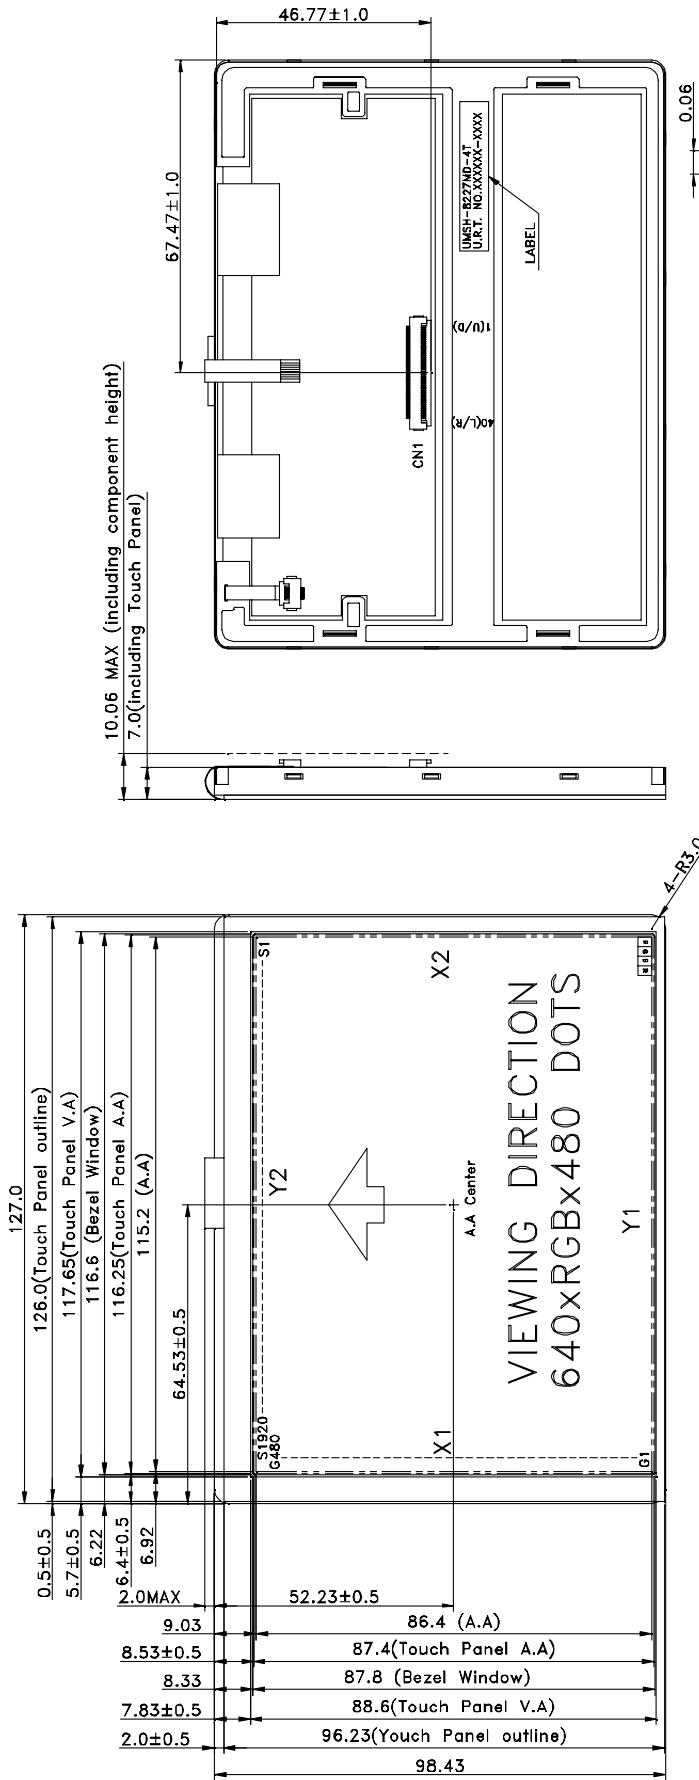 46.77±1.0
67.47±1.0
0.06
UMSH-8227MD-4T
U.R.T. NO.XXXXXX-XXXX
LABEL
1(U/D)
40(L/R)
CN1
10.06 MAX (including component height)
7.0(including Touch Panel)
4-R3.0
127.0
126.0(Touch Panel outline)
117.65(Touch Panel V.A)
116.6 (Bezel Window)
116.25(Touch Panel A.A)
115.2 (A.A)
64.53±0.5
S1
R G B R
X2
Y2
A.A Center
VIEWING DIRECTION
640xRGBx480 DOTS
Y1
X1
S1920
G480
G1
0.5±0.5
5.7±0.5
6.22
6.4±0.5
6.92
2.0MAX
52.23±0.5
9.03
86.4 (A.A)
8.53±0.5
87.4(Touch Panel A.A)
8.33
87.8 (Bezel Window)
7.83±0.5
88.6(Touch Panel V.A)
2.0±0.5
96.23(Youch Panel outline)
98.43